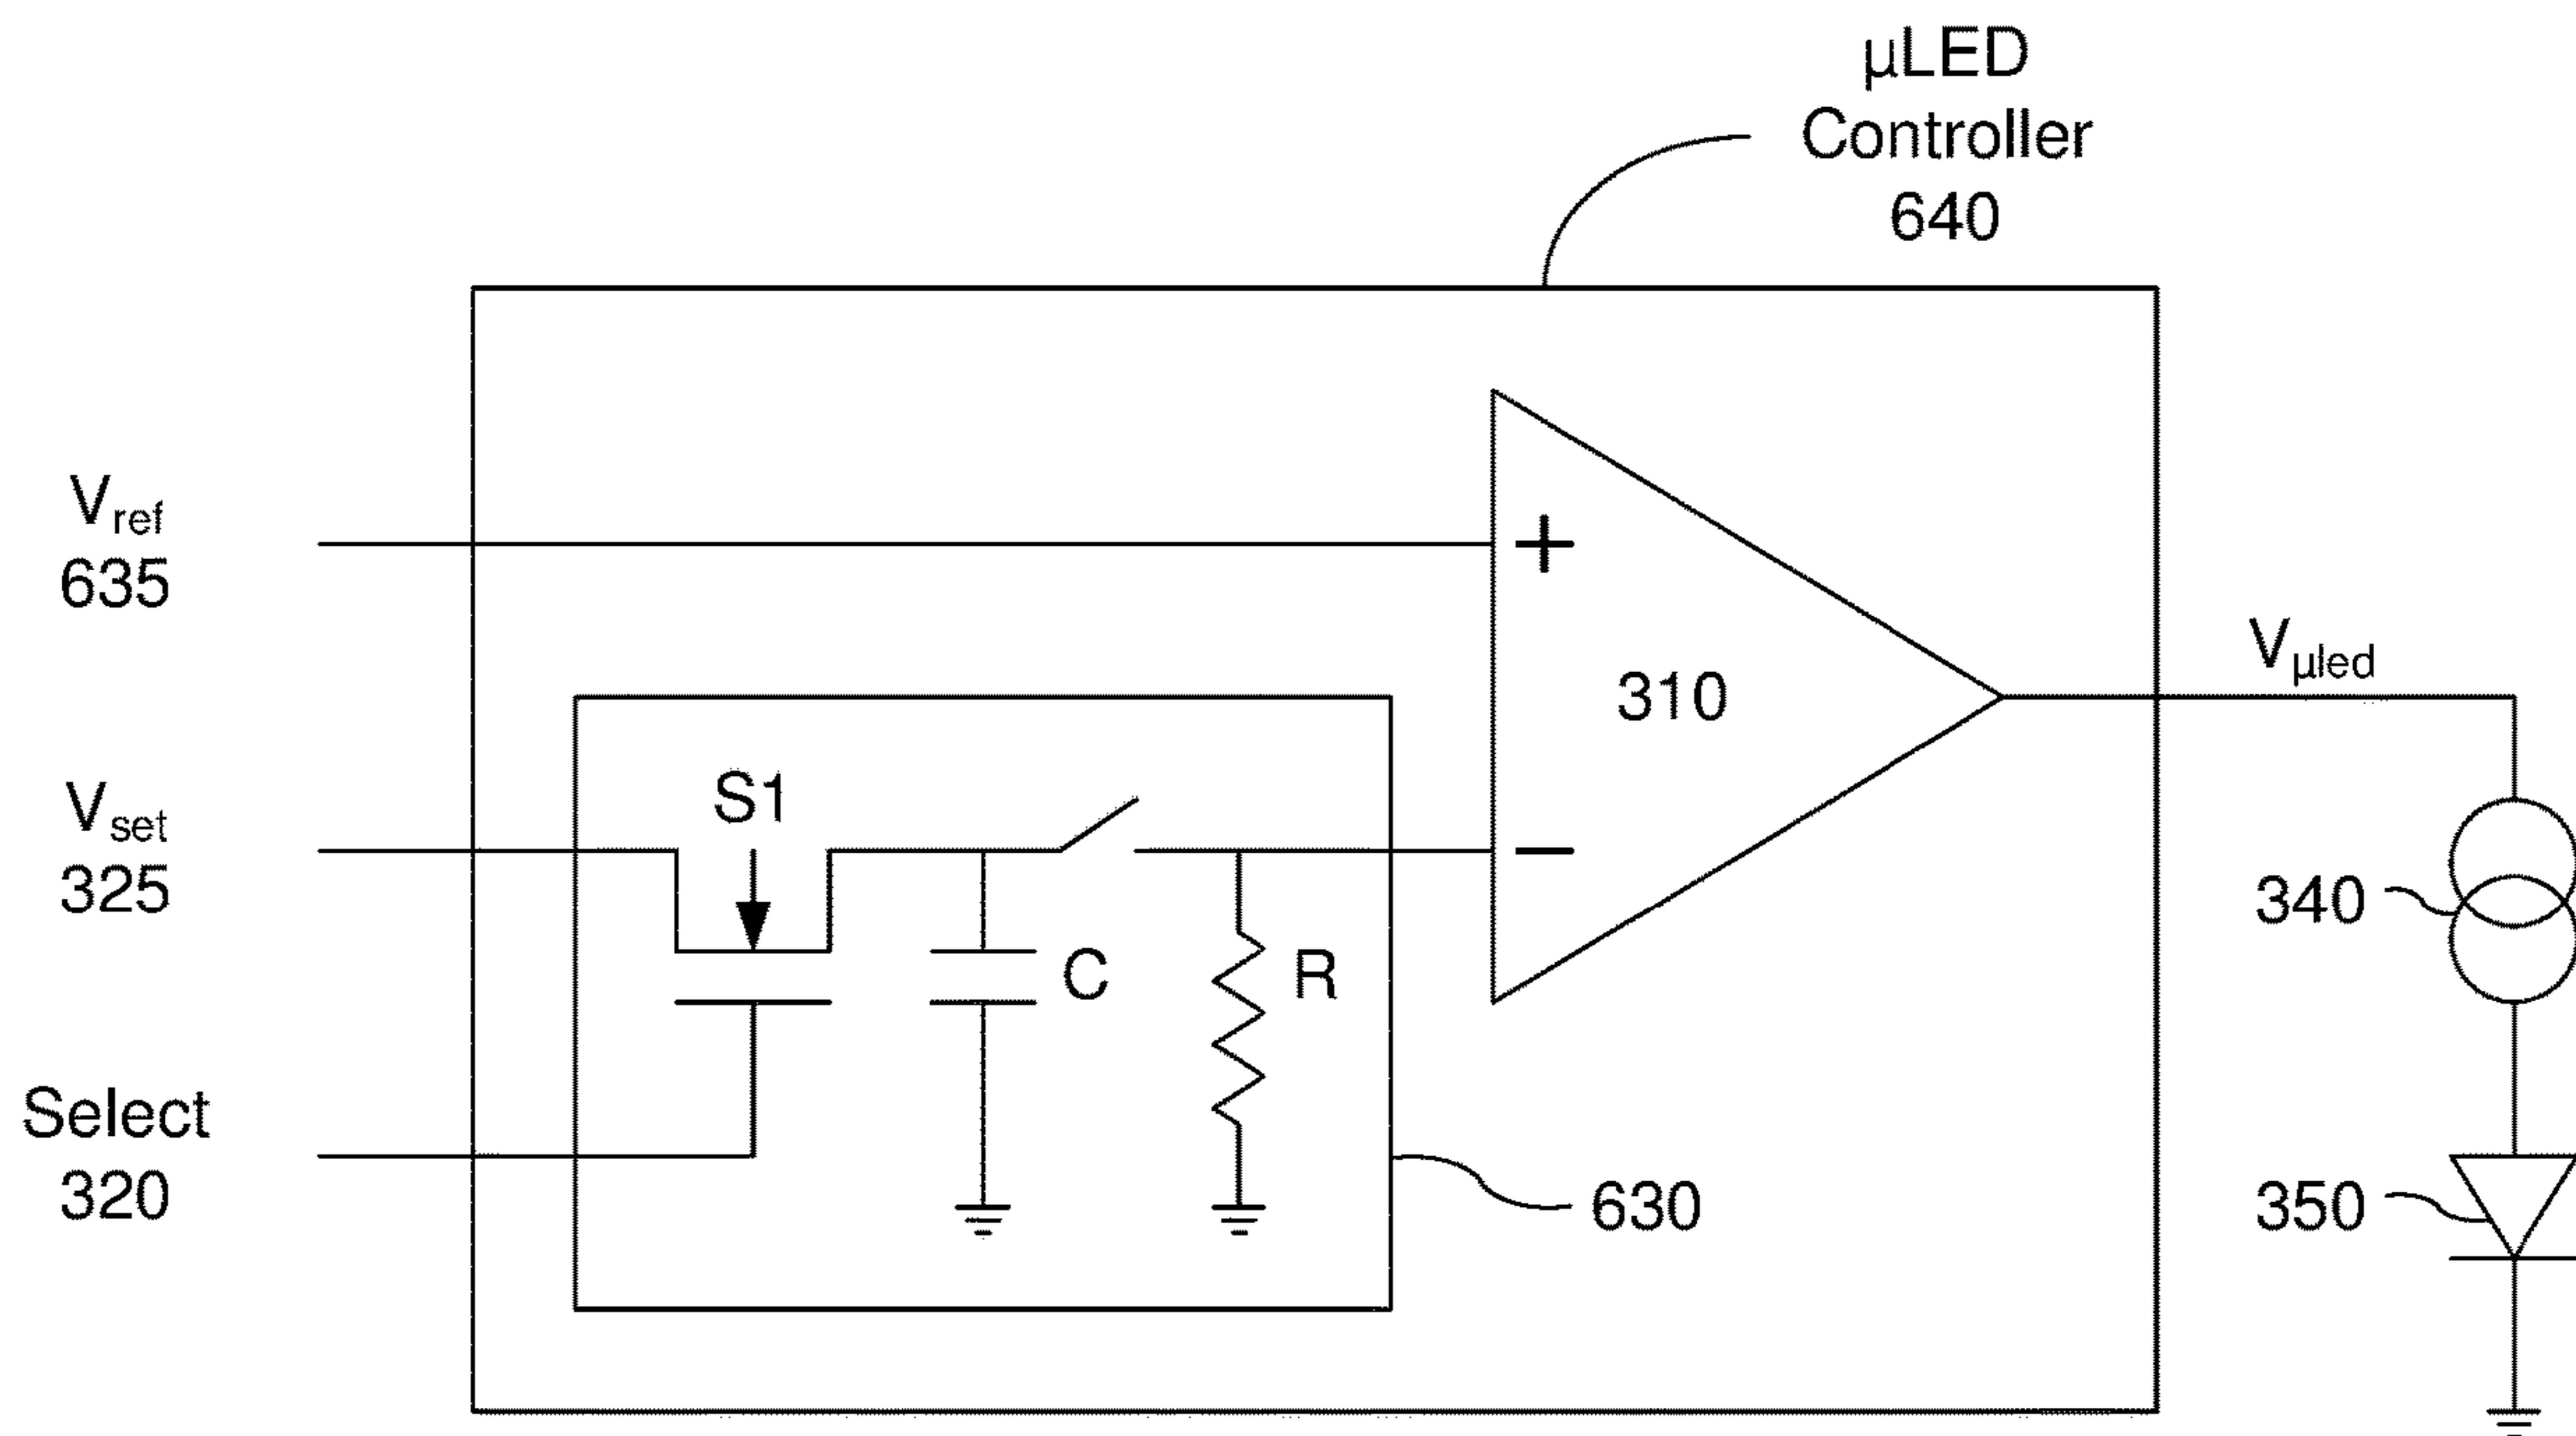 μLED
Controller
640
Vref
635
+
310
Vμled
Vset
325
S1
−
340
C
R
Select
320
630
350